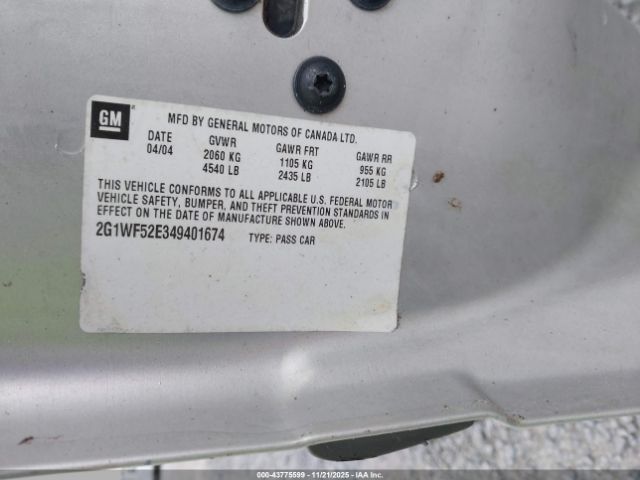 GM
MFD BY GENERAL MOTORS OF CANADA LTD.
DATE GVWR GAWR FRT GAWR RR
04/04 2060 KG 1105 KG 955 KG
4540 LB 2435 LB 2105 LB
THIS VEHICLE CONFORMS TO ALL APPLICABLE U.S. FEDERAL MOTOR
VEHICLE SAFETY, BUMPER, AND THEFT PREVENTION STANDARDS IN
EFFECT ON THE DATE OF MANUFACTURE SHOWN ABOVE.
2G1WF52E349401674 TYPE: PASS CAR
000-43775599 - 11/21/2025 - Copart, Inc.